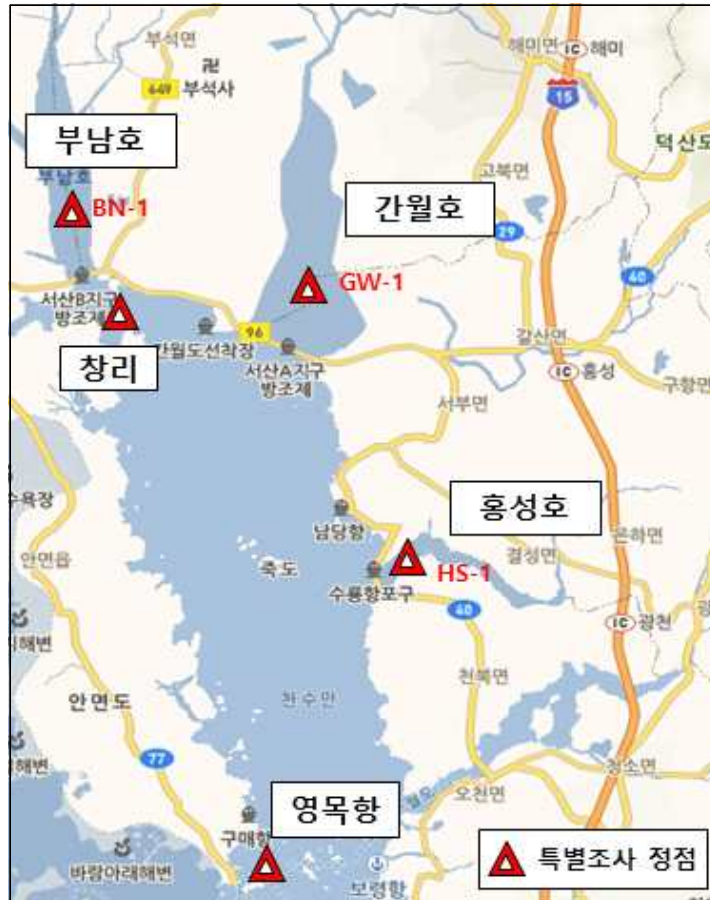 부석면
해미면
IC 해미
卍
649 부석사
15
덕산도
부남호
고북면
부남호
간월호
BN-1
29
GW-1
40
서산B지구
방조제
간월도선착장
96
갈산면
창리
서산A지구
방조제
IC 홍성
구항면
서부면
수욕장
홍성호
남당항
은하면
안면읍
결성면
죽도
HS-1
수룡항포구
40
IC 광천
해변
천북면
안면도
천수만
해변
77
청소면
영목항
오천면
구매항
특별조사 정점
바람아래해변
보령항